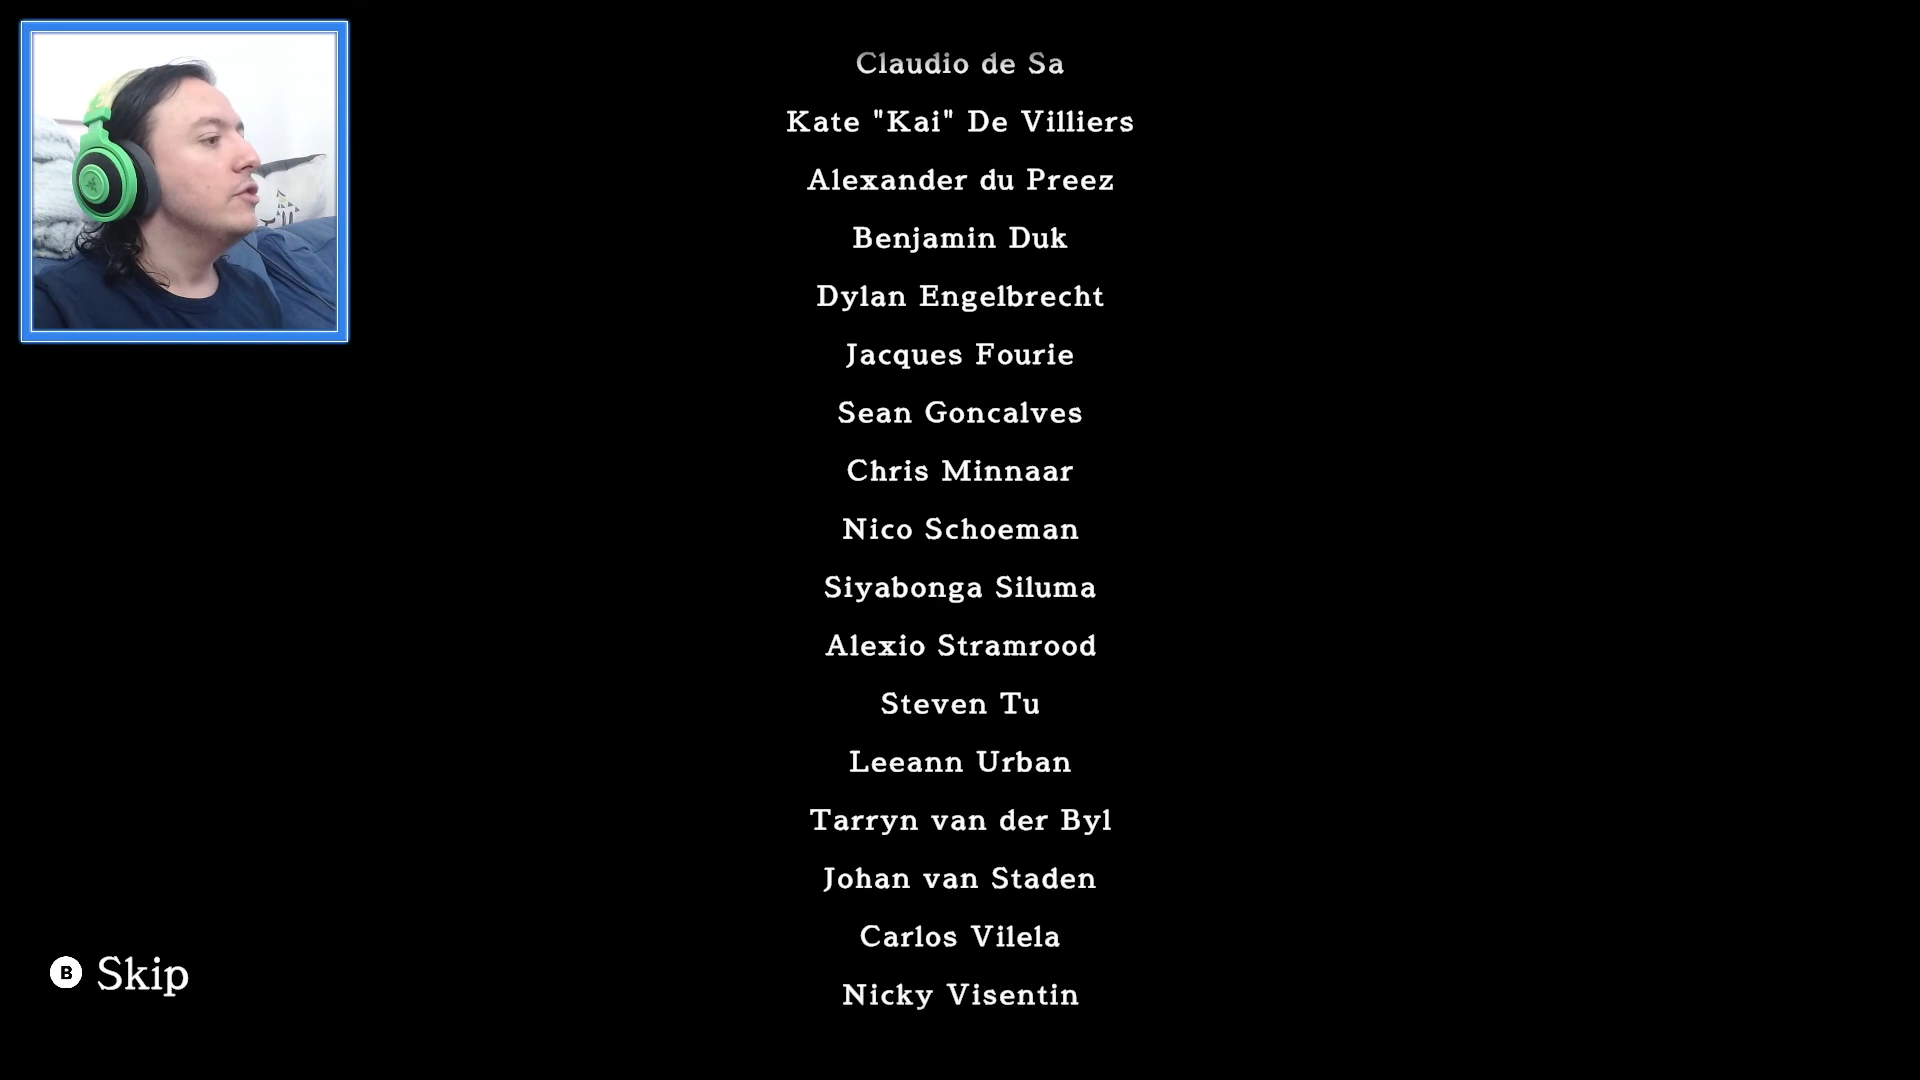 Claudio de Sa
Kate "Kai" De Villiers
Alexander du Preez
Benjamin Duk
Dylan Engelbrecht
Jacques Fourie
Sean Goncalves
Chris Minnaar
Nico Schoeman
Siyabonga Siluma
Alexio Stramrood
Steven Tu
Leeann Urban
Tarryn van der Byl
Johan van Staden
Carlos Vilela
Nicky Visentin
B Skip